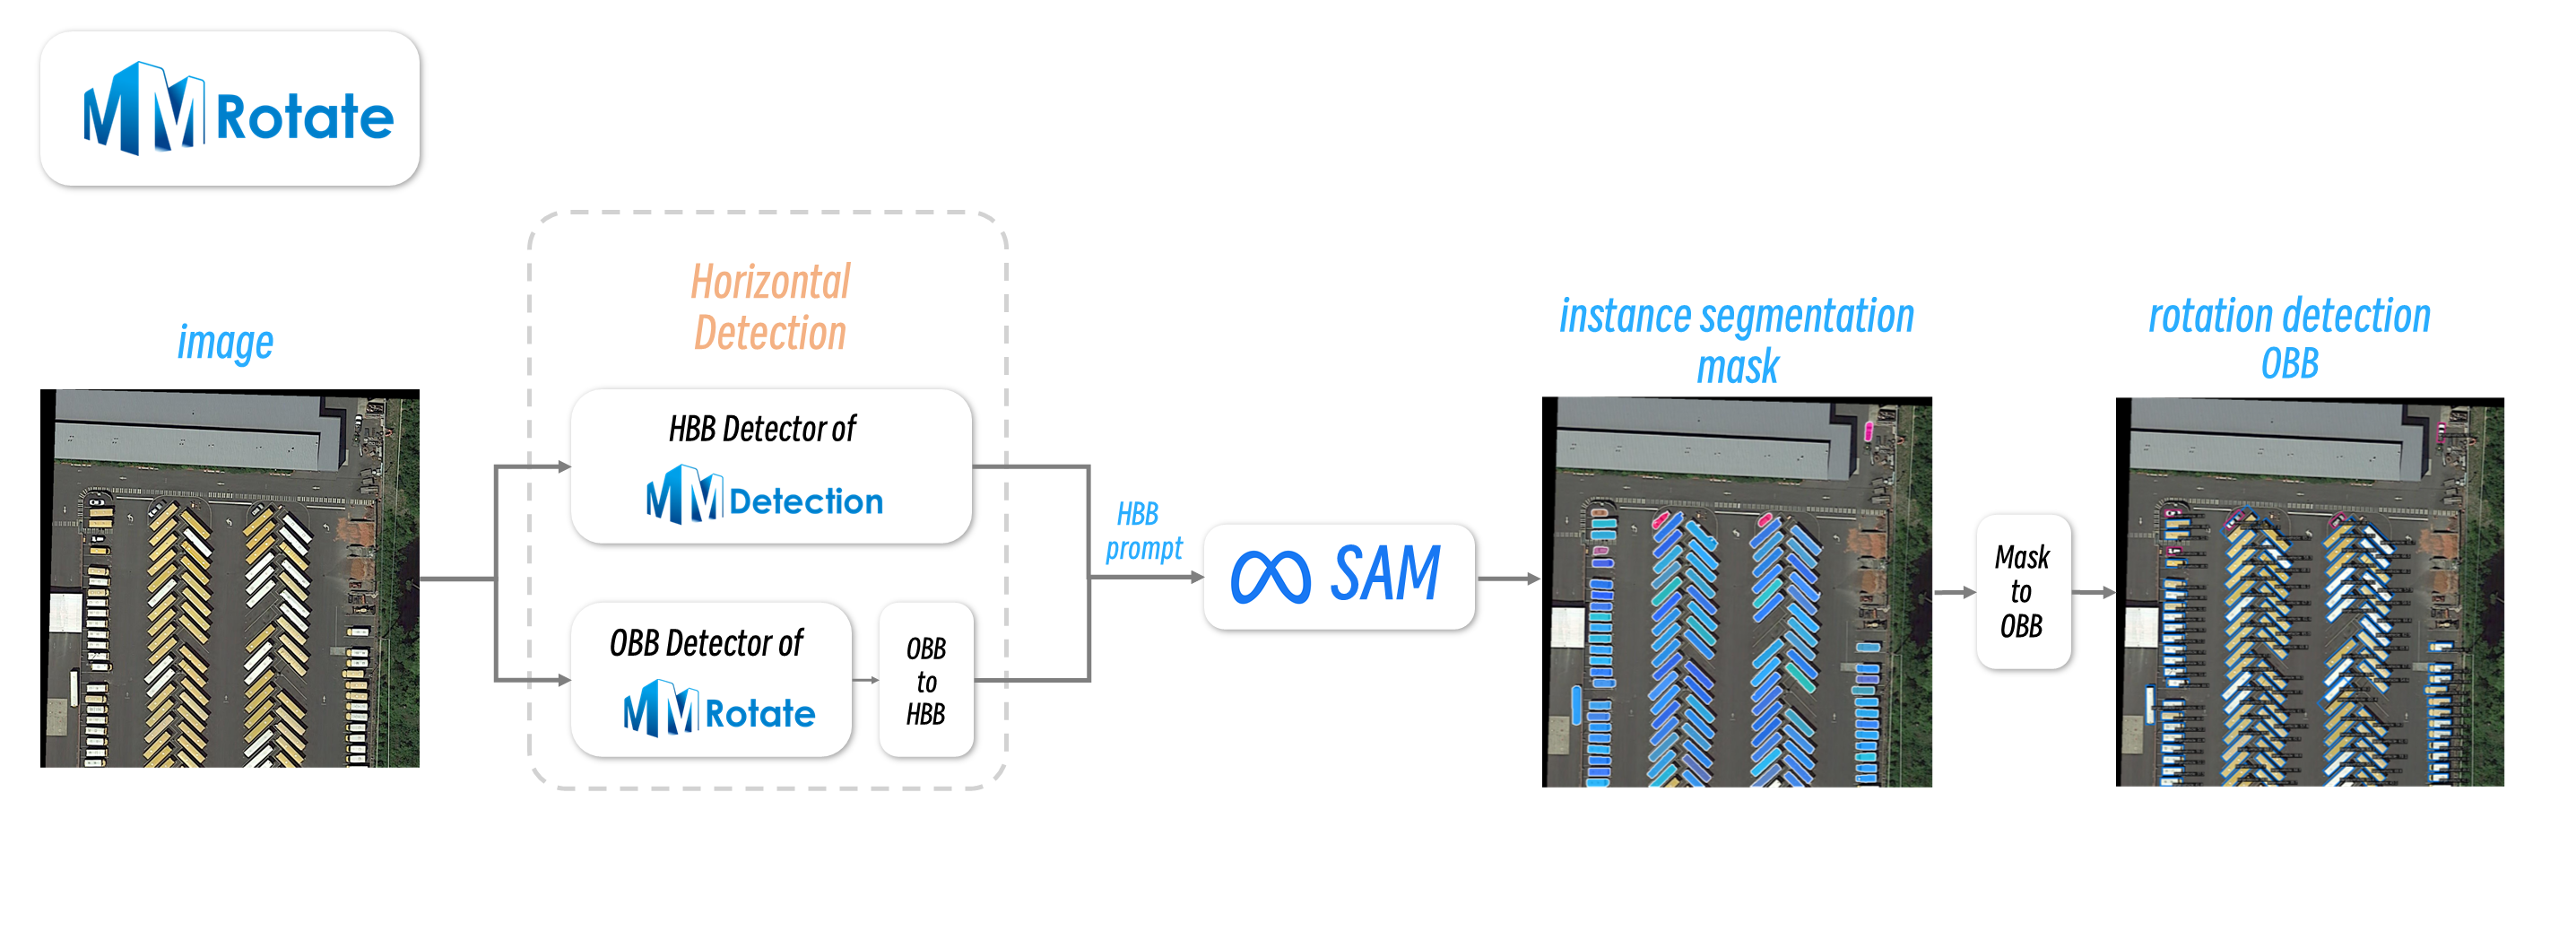 MMRotate
image
Horizontal
Detection
HBB Detector of
MMDetection
OBB Detector of
MMRotate
OBB
to
HBB
HBB
prompt
SAM
instance segmentation
mask
Mask
to
OBB
rotation detection
OBB